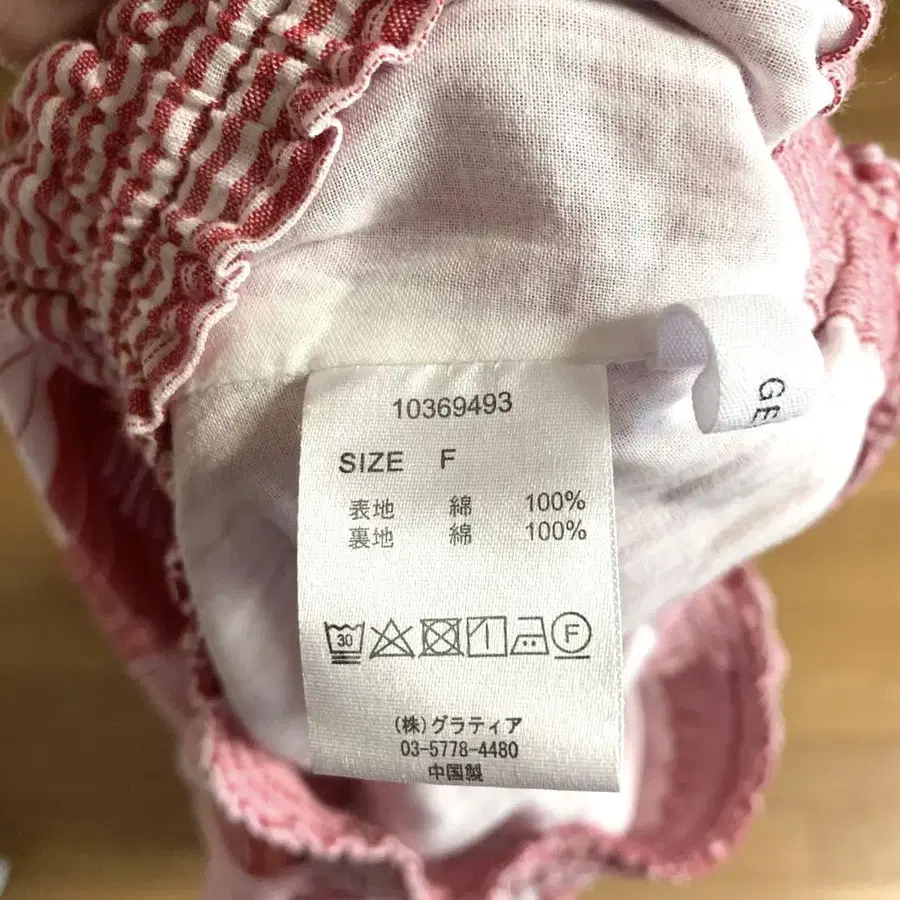 10369493
SIZE F
表地 綿 100%
裏地 綿 100%
30 F
(株)グラティア
03-5778-4480
中国製
GE